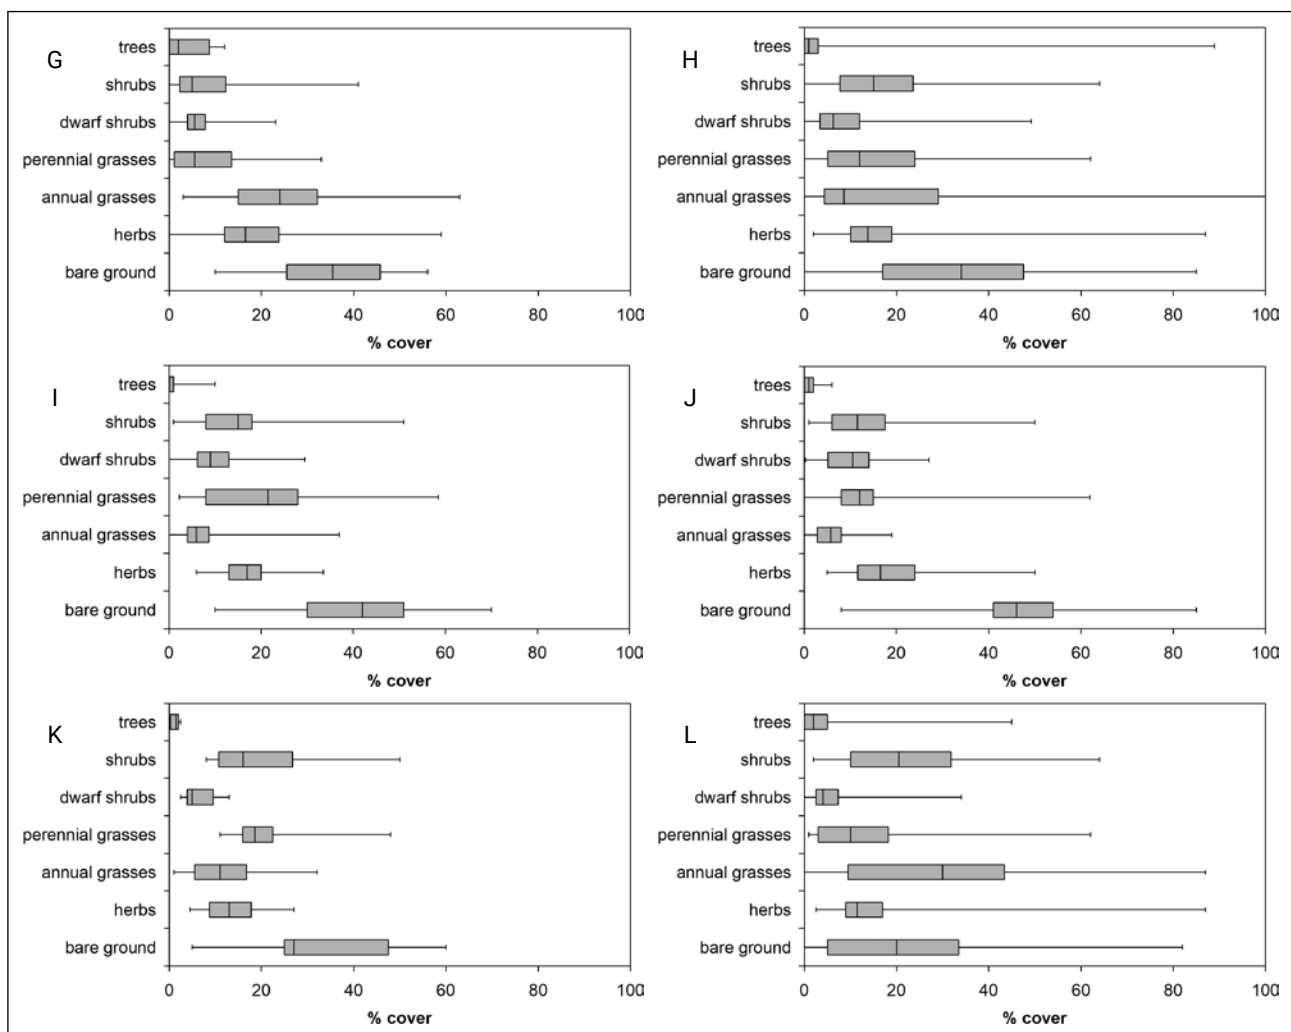 G
trees
shrubs
dwarf shrubs
perennial grasses
annual grasses
herbs
bare ground
0 20 40 60 80 100
% cover
H
trees
shrubs
dwarf shrubs
perennial grasses
annual grasses
herbs
bare ground
0 20 40 60 80 100
% cover
I
trees
shrubs
dwarf shrubs
perennial grasses
annual grasses
herbs
bare ground
0 20 40 60 80 100
% cover
J
trees
shrubs
dwarf shrubs
perennial grasses
annual grasses
herbs
bare ground
0 20 40 60 80 100
% cover
K
trees
shrubs
dwarf shrubs
perennial grasses
annual grasses
herbs
bare ground
0 20 40 60 80 100
% cover
L
trees
shrubs
dwarf shrubs
perennial grasses
annual grasses
herbs
bare ground
0 20 40 60 80 100
% cover